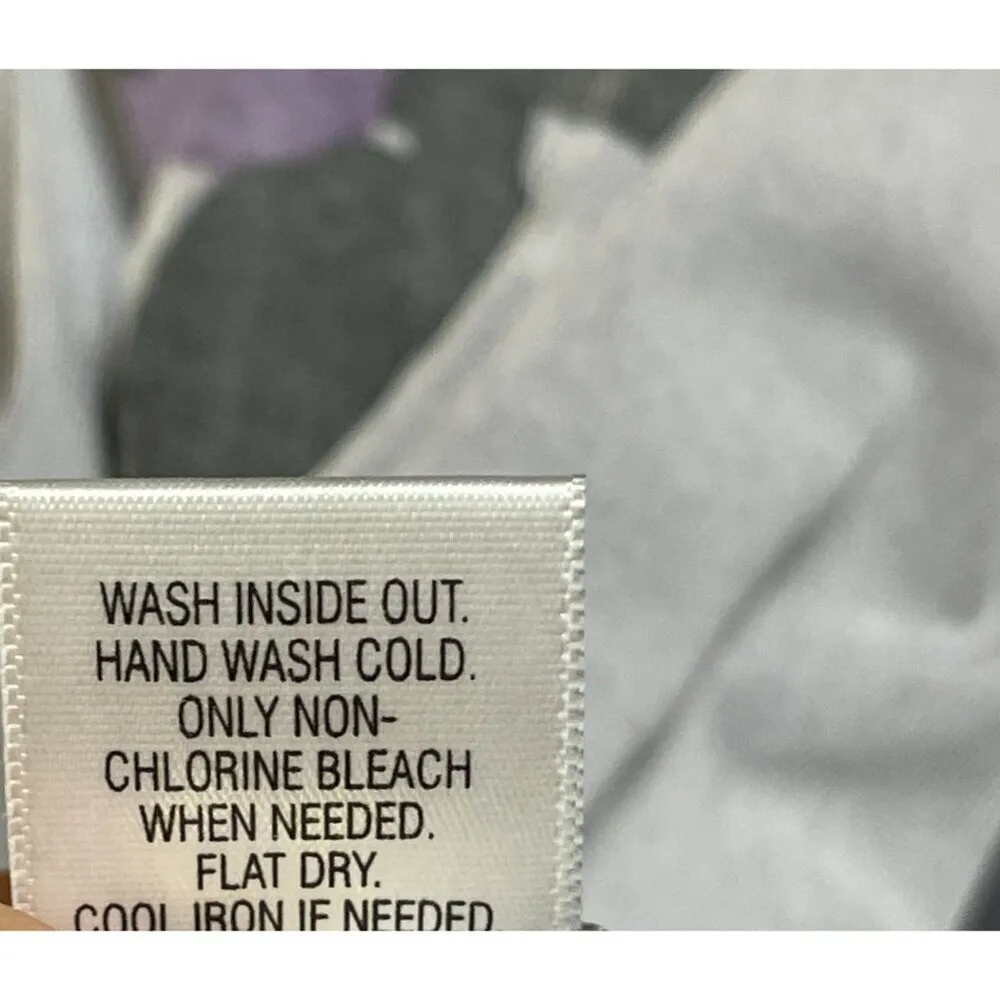 WASH INSIDE OUT.
HAND WASH COLD.
ONLY NON-
CHLORINE BLEACH
WHEN NEEDED.
FLAT DRY.
COOL IRON IF NEEDED.